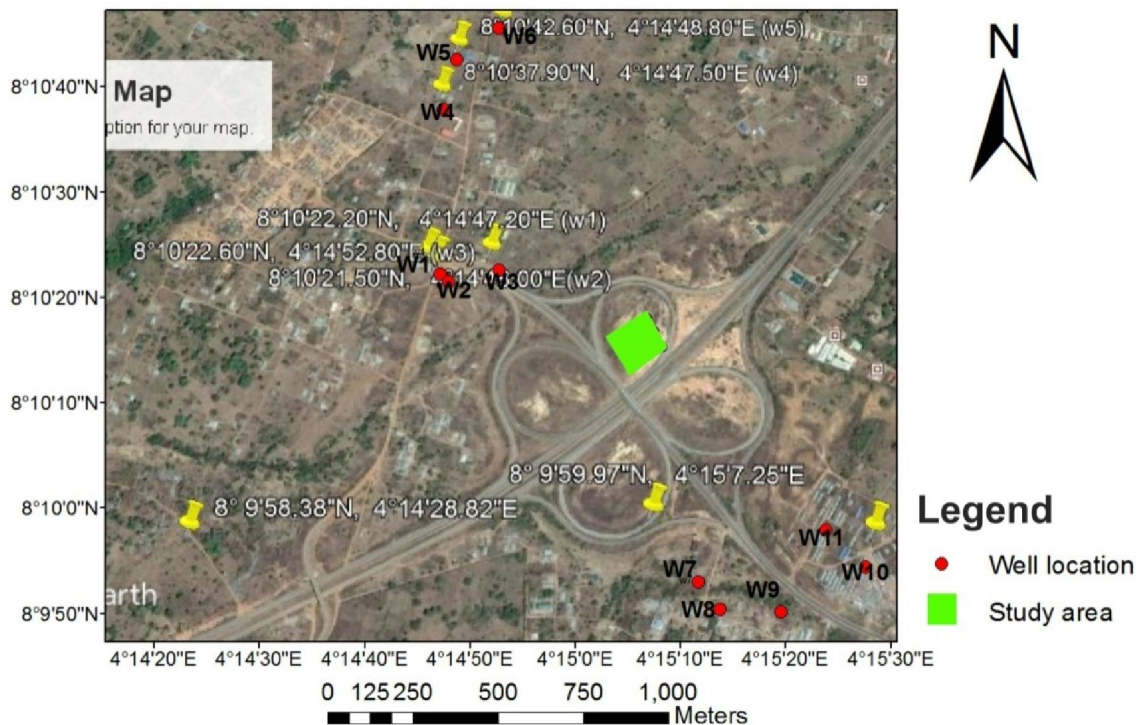 8°10'42.60"N, 4°14'48.80"E (w5)
W6
W5
8°10'37.90"N, 4°14'47.50"E (w4)
W4
Map
ption for your map.
8°10'22.20"N, 4°14'47.20"E (w1)
8°10'22.60"N, 4°14'52.80"E (w3)
8°10'21.50"N, E(w2)
W1
W2
W3
8° 9'59.97"N, 4°15'7.25"E
8° 9'58.38"N, 4°14'28.82"E
W11
W10
W7
W8
W9
arth
8°10'40"N
8°10'30"N
8°10'20"N
8°10'10"N
8°10'0"N
8°9'50"N
4°14'20"E 4°14'30"E 4°14'40"E 4°14'50"E 4°15'0"E 4°15'10"E 4°15'20"E 4°15'30"E
0 125 250 500 750 1,000
Meters
N
Legend
Well location
Study area